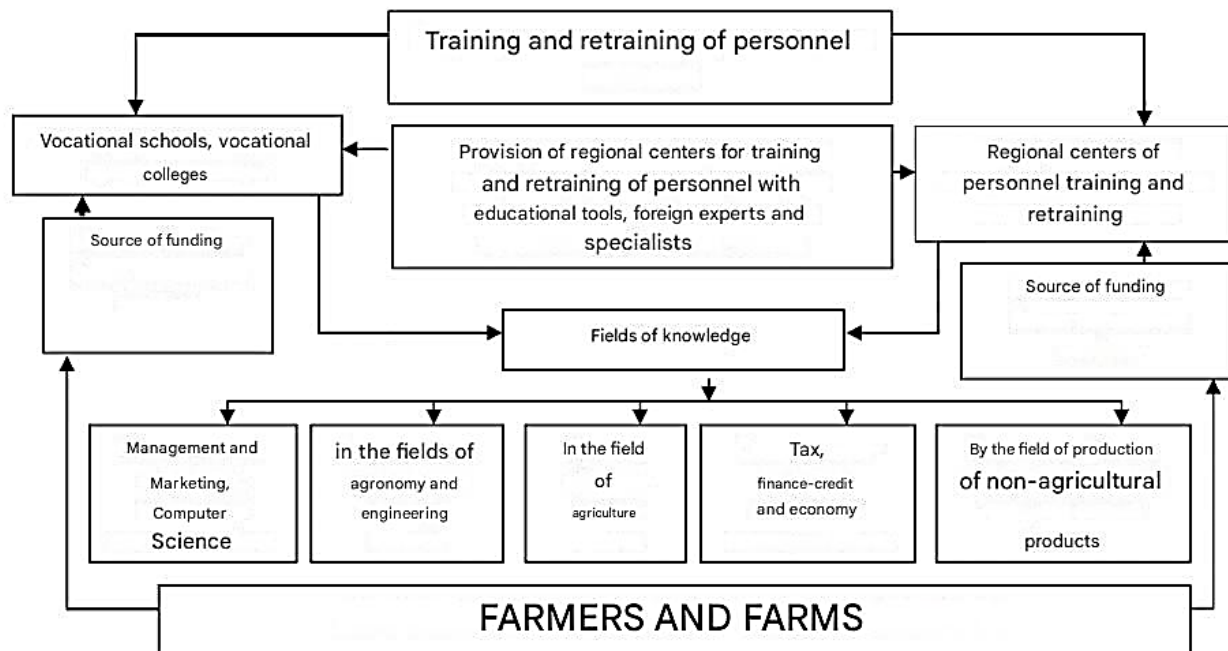 Training and retraining of personnel
Vocational schools, vocational
colleges
Provision of regional centers for training
and retraining of personnel with
educational tools, foreign experts and
specialists
Regional centers of
personnel training and
retraining
Source of funding
Source of funding
Fields of knowledge
Management and
Marketing,
Computer
Science
in the fields of
agronomy and
engineering
In the field
of
agriculture
Tax,
finance-credit
and economy
By the field of production
of non-agricultural
products
FARMERS AND FARMS